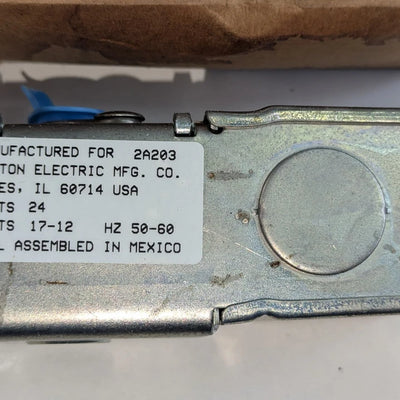 UFACTURED FOR 2A203
TON ELECTRIC MFG. CO.
ES, IL 60714 USA
TS 24
TS 17-12 HZ 50-60
L ASSEMBLED IN MEXICO